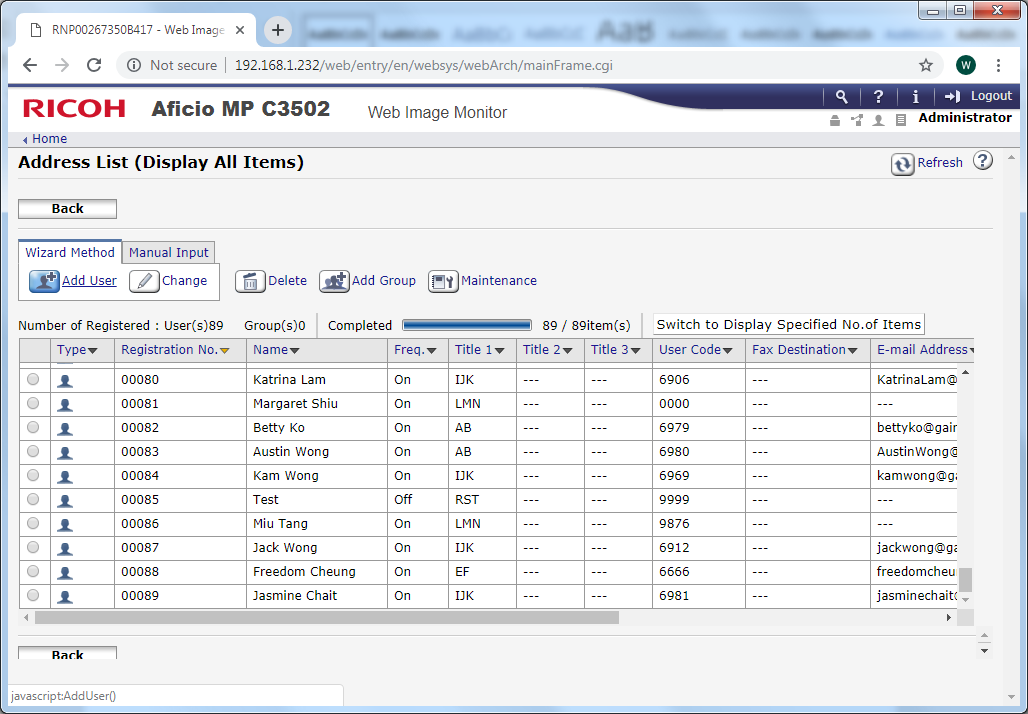 RNP00267350B417 - Web Image
Not secure 192.168.1.232/web/entry/en/websys/webArch/mainFrame.cgi W
RICOH Aficio MP C3502 Web Image Monitor ? i Logout
Administrator
Home
Address List (Display All Items) Refresh ?
Back
Wizard Method Manual Input
Add User Change Delete Add Group Maintenance
Number of Registered : User(s)89 Group(s)0 Completed 89 / 89item(s) Switch to Display Specified No.of Items
Type Registration No. Name Freq. Title 1 Title 2 Title 3 User Code Fax Destination E-mail Address
00080 Katrina Lam On IJK --- --- 6906 --- KatrinaLam@
00081 Margaret Shiu On LMN --- --- 0000 --- ---
00082 Betty Ko On AB --- --- 6979 --- bettyko@gain
00083 Austin Wong On AB --- --- 6980 --- AustinWong@
00084 Kam Wong On IJK --- --- 6969 --- kamwong@ga
00085 Test Off RST --- --- 9999 --- ---
00086 Miu Tang On LMN --- --- 9876 --- ---
00087 Jack Wong On IJK --- --- 6912 --- jackwong@ga
00088 Freedom Cheung On EF --- --- 6666 --- freedomcheu
00089 Jasmine Chait On IJK --- --- 6981 --- jasminechait@
Back
javascript:AddUser()